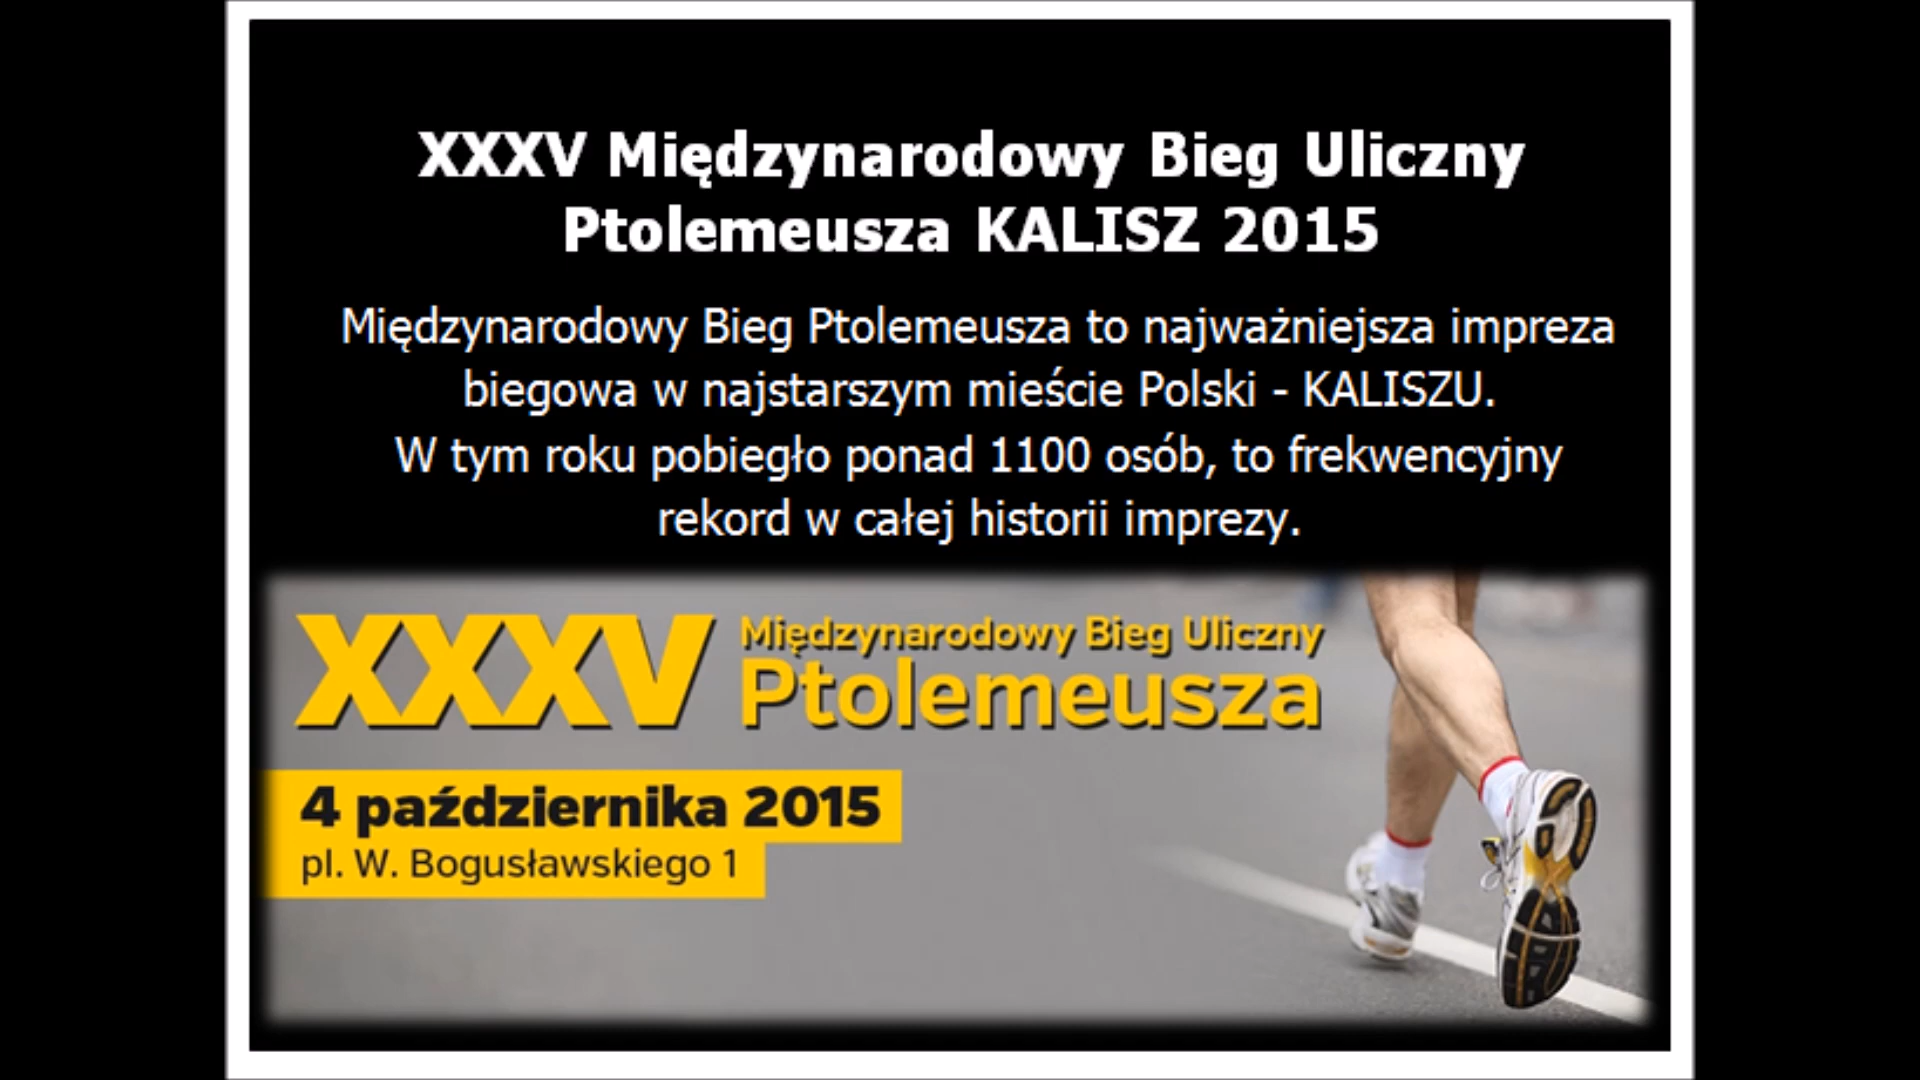 XXXV Międzynarodowy Bieg Uliczny
Ptolemeusza KALISZ 2015
Międzynarodowy Bieg Ptolemeusza to najważniejsza impreza
biegowa w najstarszym mieście Polski - KALISZU.
W tym roku pobiegło ponad 1100 osób, to frekwencyjny
rekord w całej historii imprezy.
XXXV Międzynarodowy Bieg Uliczny
Ptolemeusza
4 października 2015
pl. W. Bogusławskiego 1